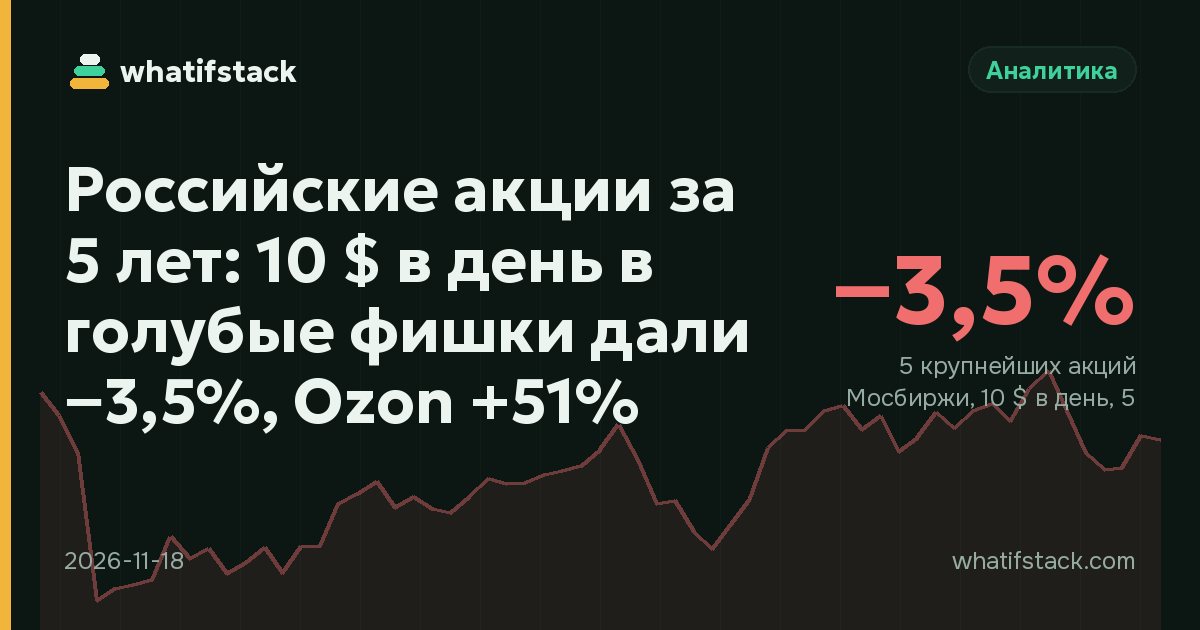 whatifstack
Аналитика
Российские акции за
5 лет: 10 $ в день в
голубые фишки дали
−3,5%, Ozon +51%
−3,5%
5 крупнейших акций
Мосбиржи, 10 $ в день, 5
2026-11-18
whatifstack.com